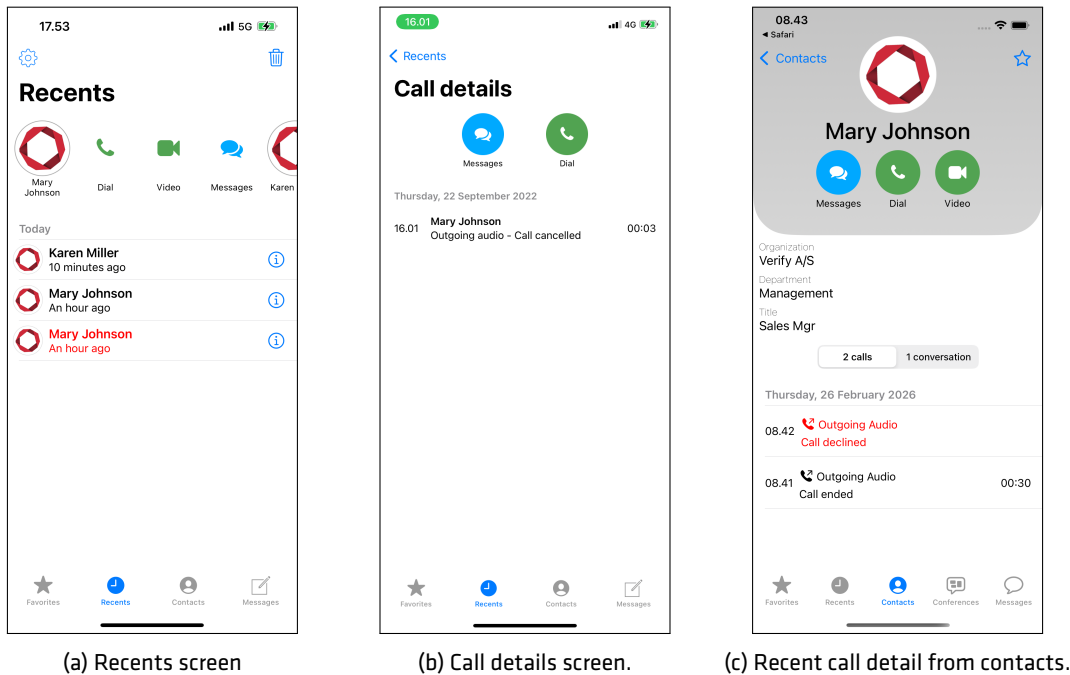 17.53
5G
Recents
Mary
Johnson
Dial
Video
Messages
Karen
Today
Karen Miller
10 minutes ago
Mary Johnson
An hour ago
Mary Johnson
An hour ago
Favorites
Recents
Contacts
Messages
(a) Recents screen
16.01
4G
Recents
Call details
Messages
Dial
Thursday, 22 September 2022
16.01
Mary Johnson
Outgoing audio - Call cancelled
00:03
Favorites
Recents
Contacts
Messages
(b) Call details screen.
08.43
Safari
Contacts
Mary Johnson
Messages
Dial
Video
Organization
Verify A/S
Department
Management
Title
Sales Mgr
2 calls
1 conversation
Thursday, 26 February 2026
08.42
Outgoing Audio
Call declined
08.41
Outgoing Audio
Call ended
00:30
Favorites
Recents
Contacts
Conferences
Messages
(c) Recent call detail from contacts.